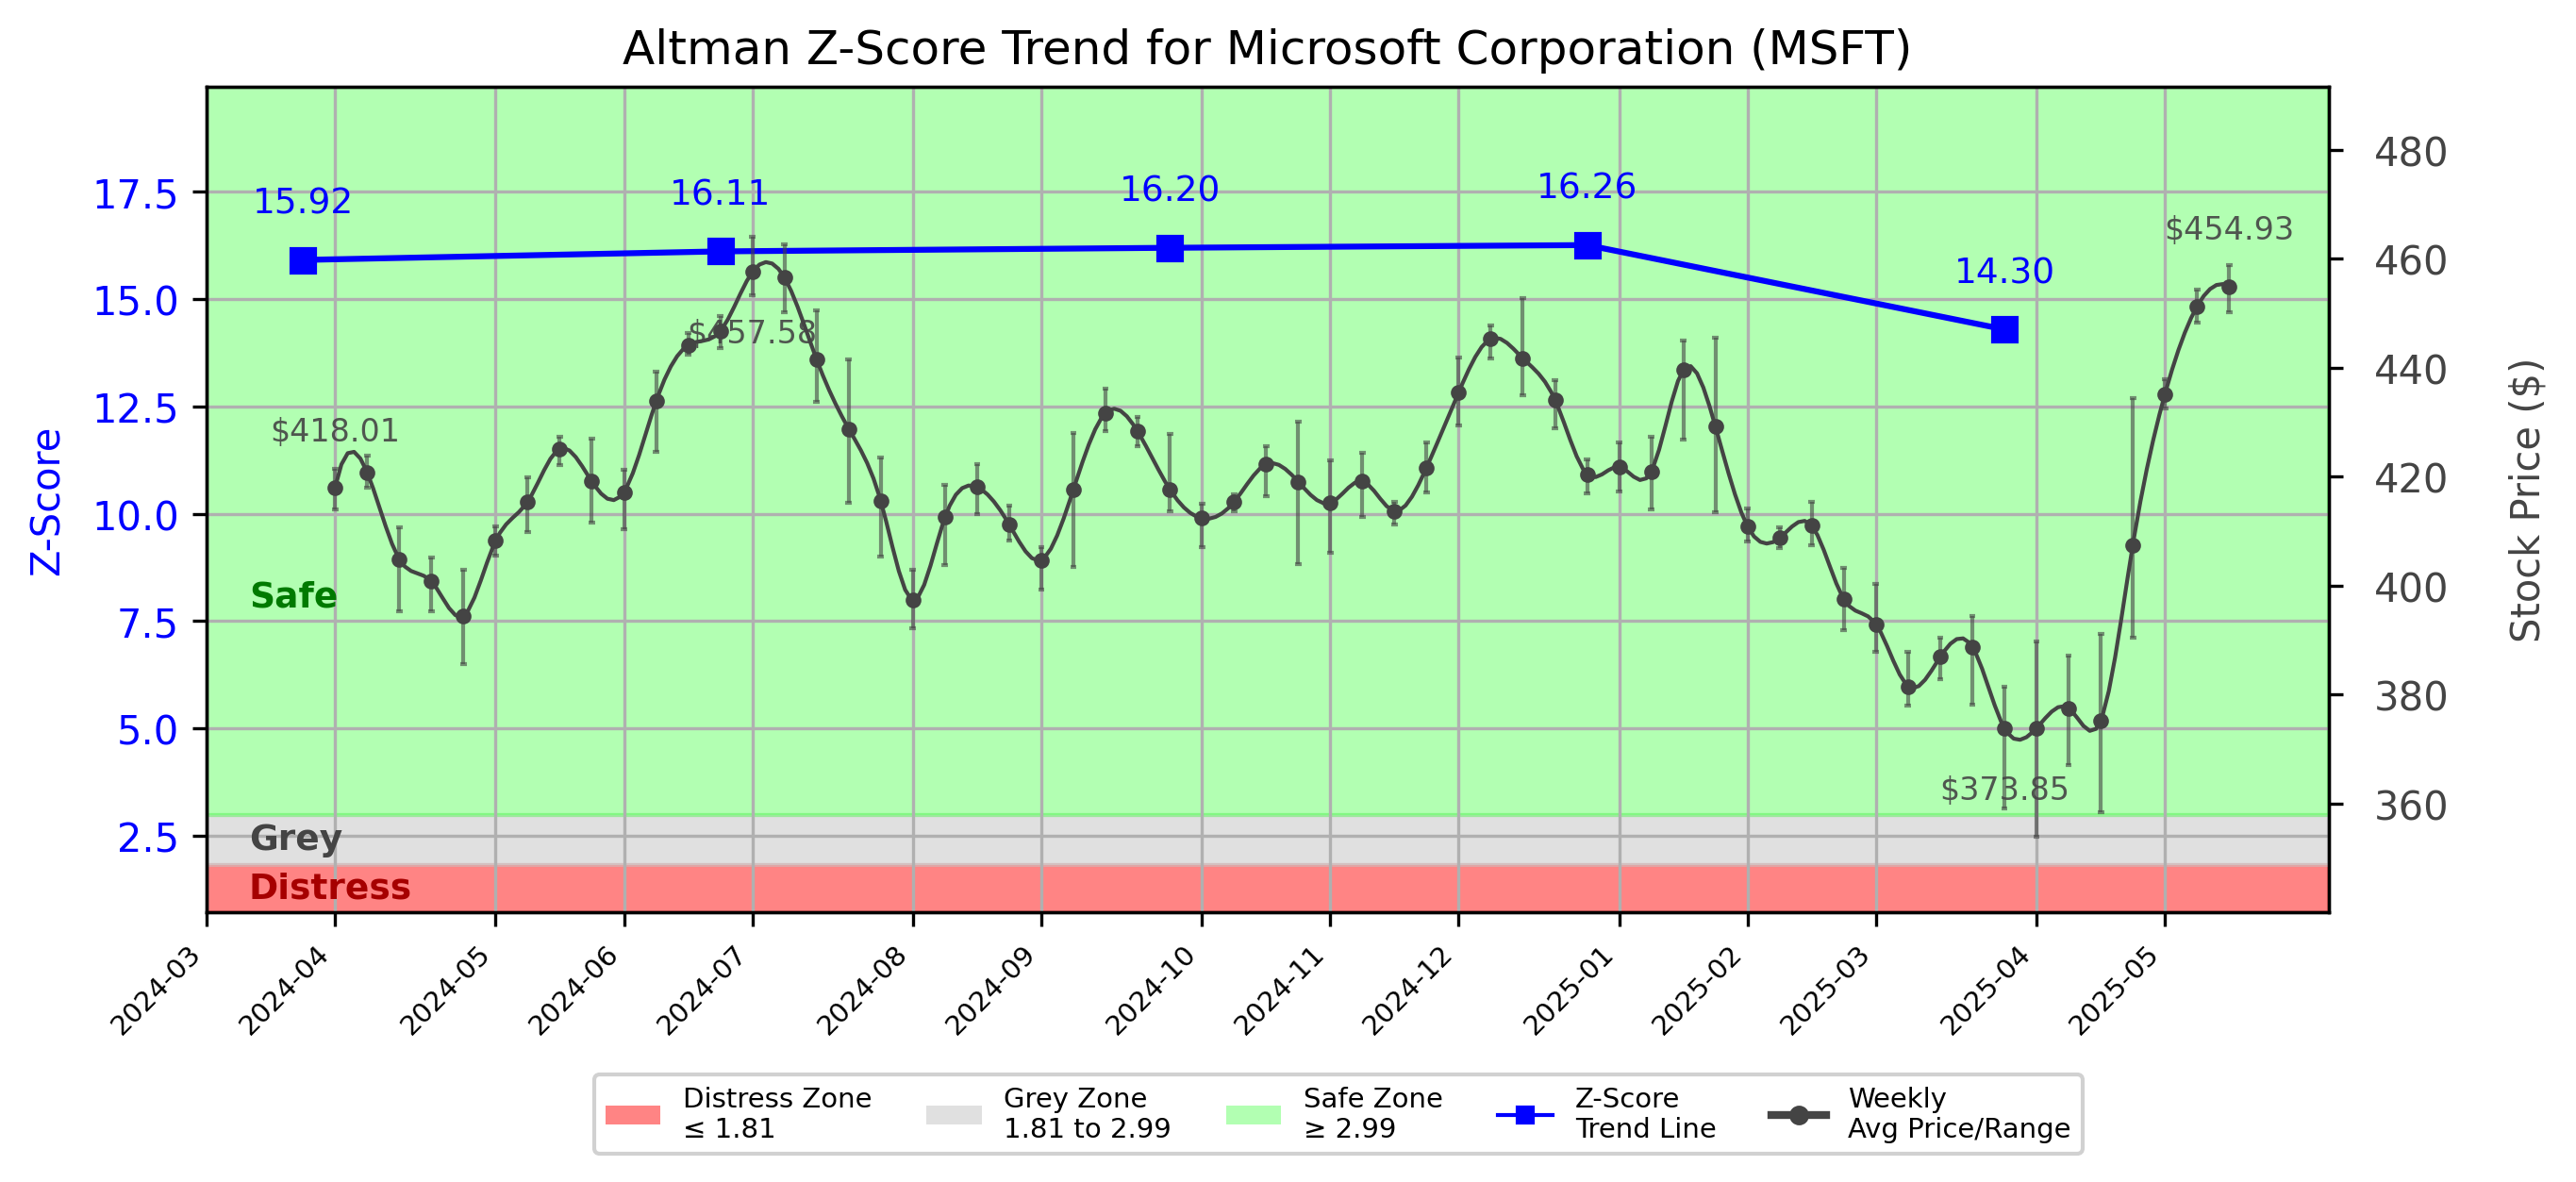 Altman Z-Score Trend for Microsoft Corporation (MSFT)
Z-Score
17.5
15.0
12.5
10.0
7.5
5.0
2.5
15.92
16.11
16.20
16.26
14.30
$418.01
$457.58
$373.85
$454.93
Safe
Grey
Distress
480
460
440
420
400
380
360
Stock Price ($)
2024-03
2024-04
2024-05
2024-06
2024-07
2024-08
2024-09
2024-10
2024-11
2024-12
2025-01
2025-02
2025-03
2025-04
2025-05
Distress Zone
≤ 1.81
Grey Zone
1.81 to 2.99
Safe Zone
≥ 2.99
Z-Score
Trend Line
Weekly
Avg Price/Range